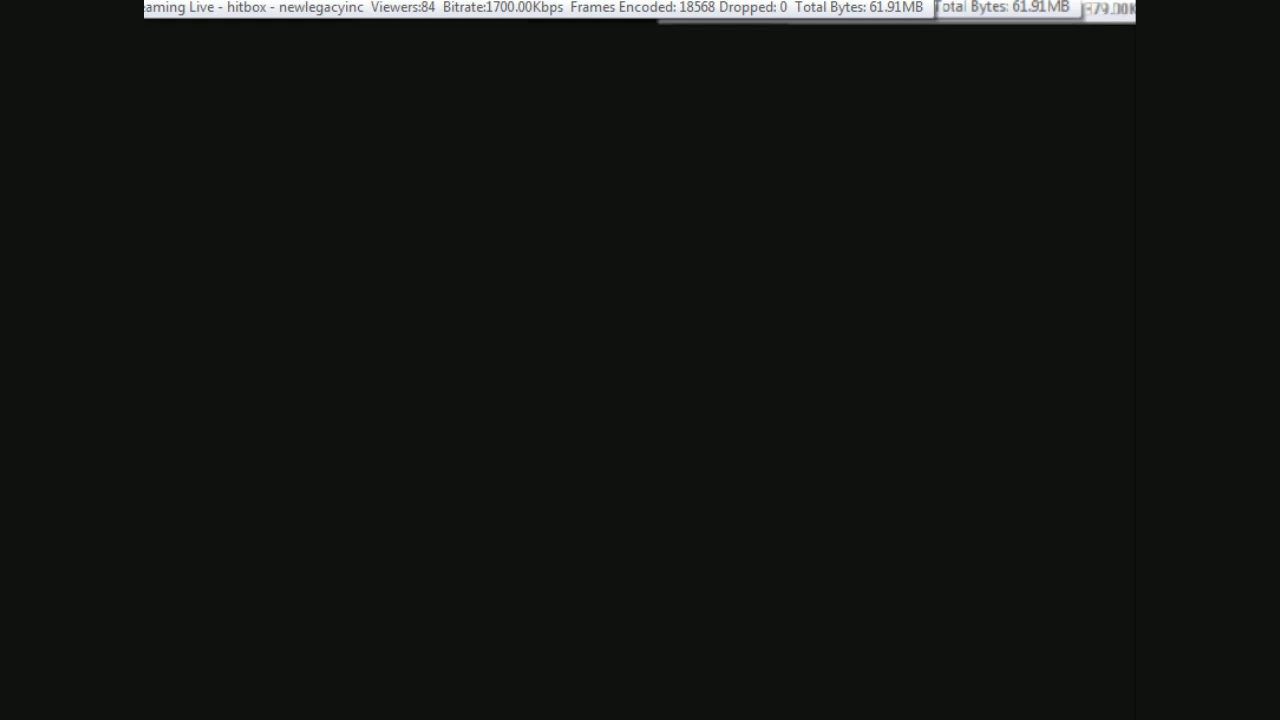 aming Live - hitbox - newlegacyinc Viewers:84 Bitrate:1700.00Kbps Frames Encoded: 18568 Dropped: 0 Total Bytes: 61.91MB Total Bytes: 61.91MB